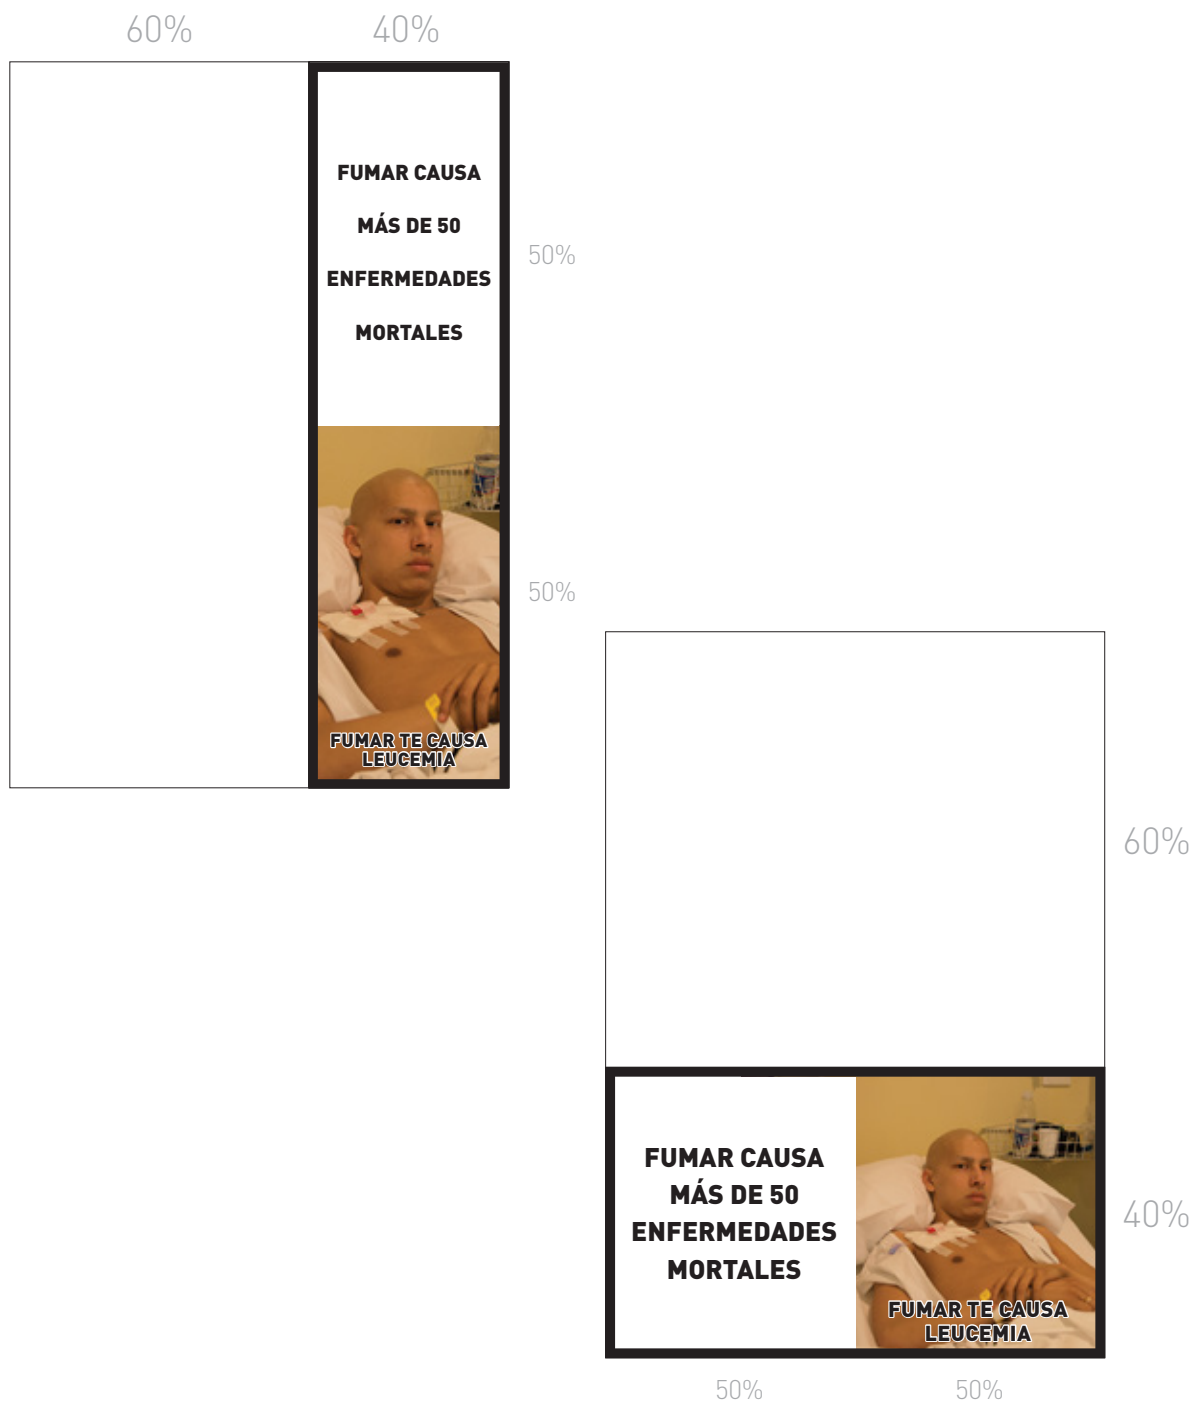 60%
40%
FUMAR CAUSA
MÁS DE 50
ENFERMEDADES
MORTALES
50%
50%
FUMAR TE CAUSA
LEUCEMIA
60%
FUMAR CAUSA
MÁS DE 50
ENFERMEDADES
MORTALES
40%
FUMAR TE CAUSA
LEUCEMIA
50%
50%